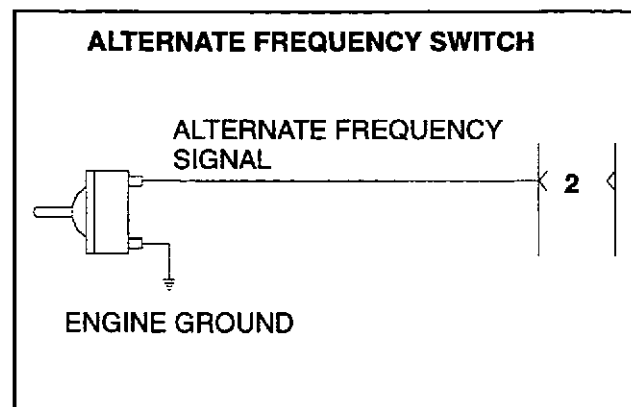 ALTERNATE FREQUENCY SWITCH
ALTERNATE FREQUENCY
SIGNAL
2
ENGINE GROUND